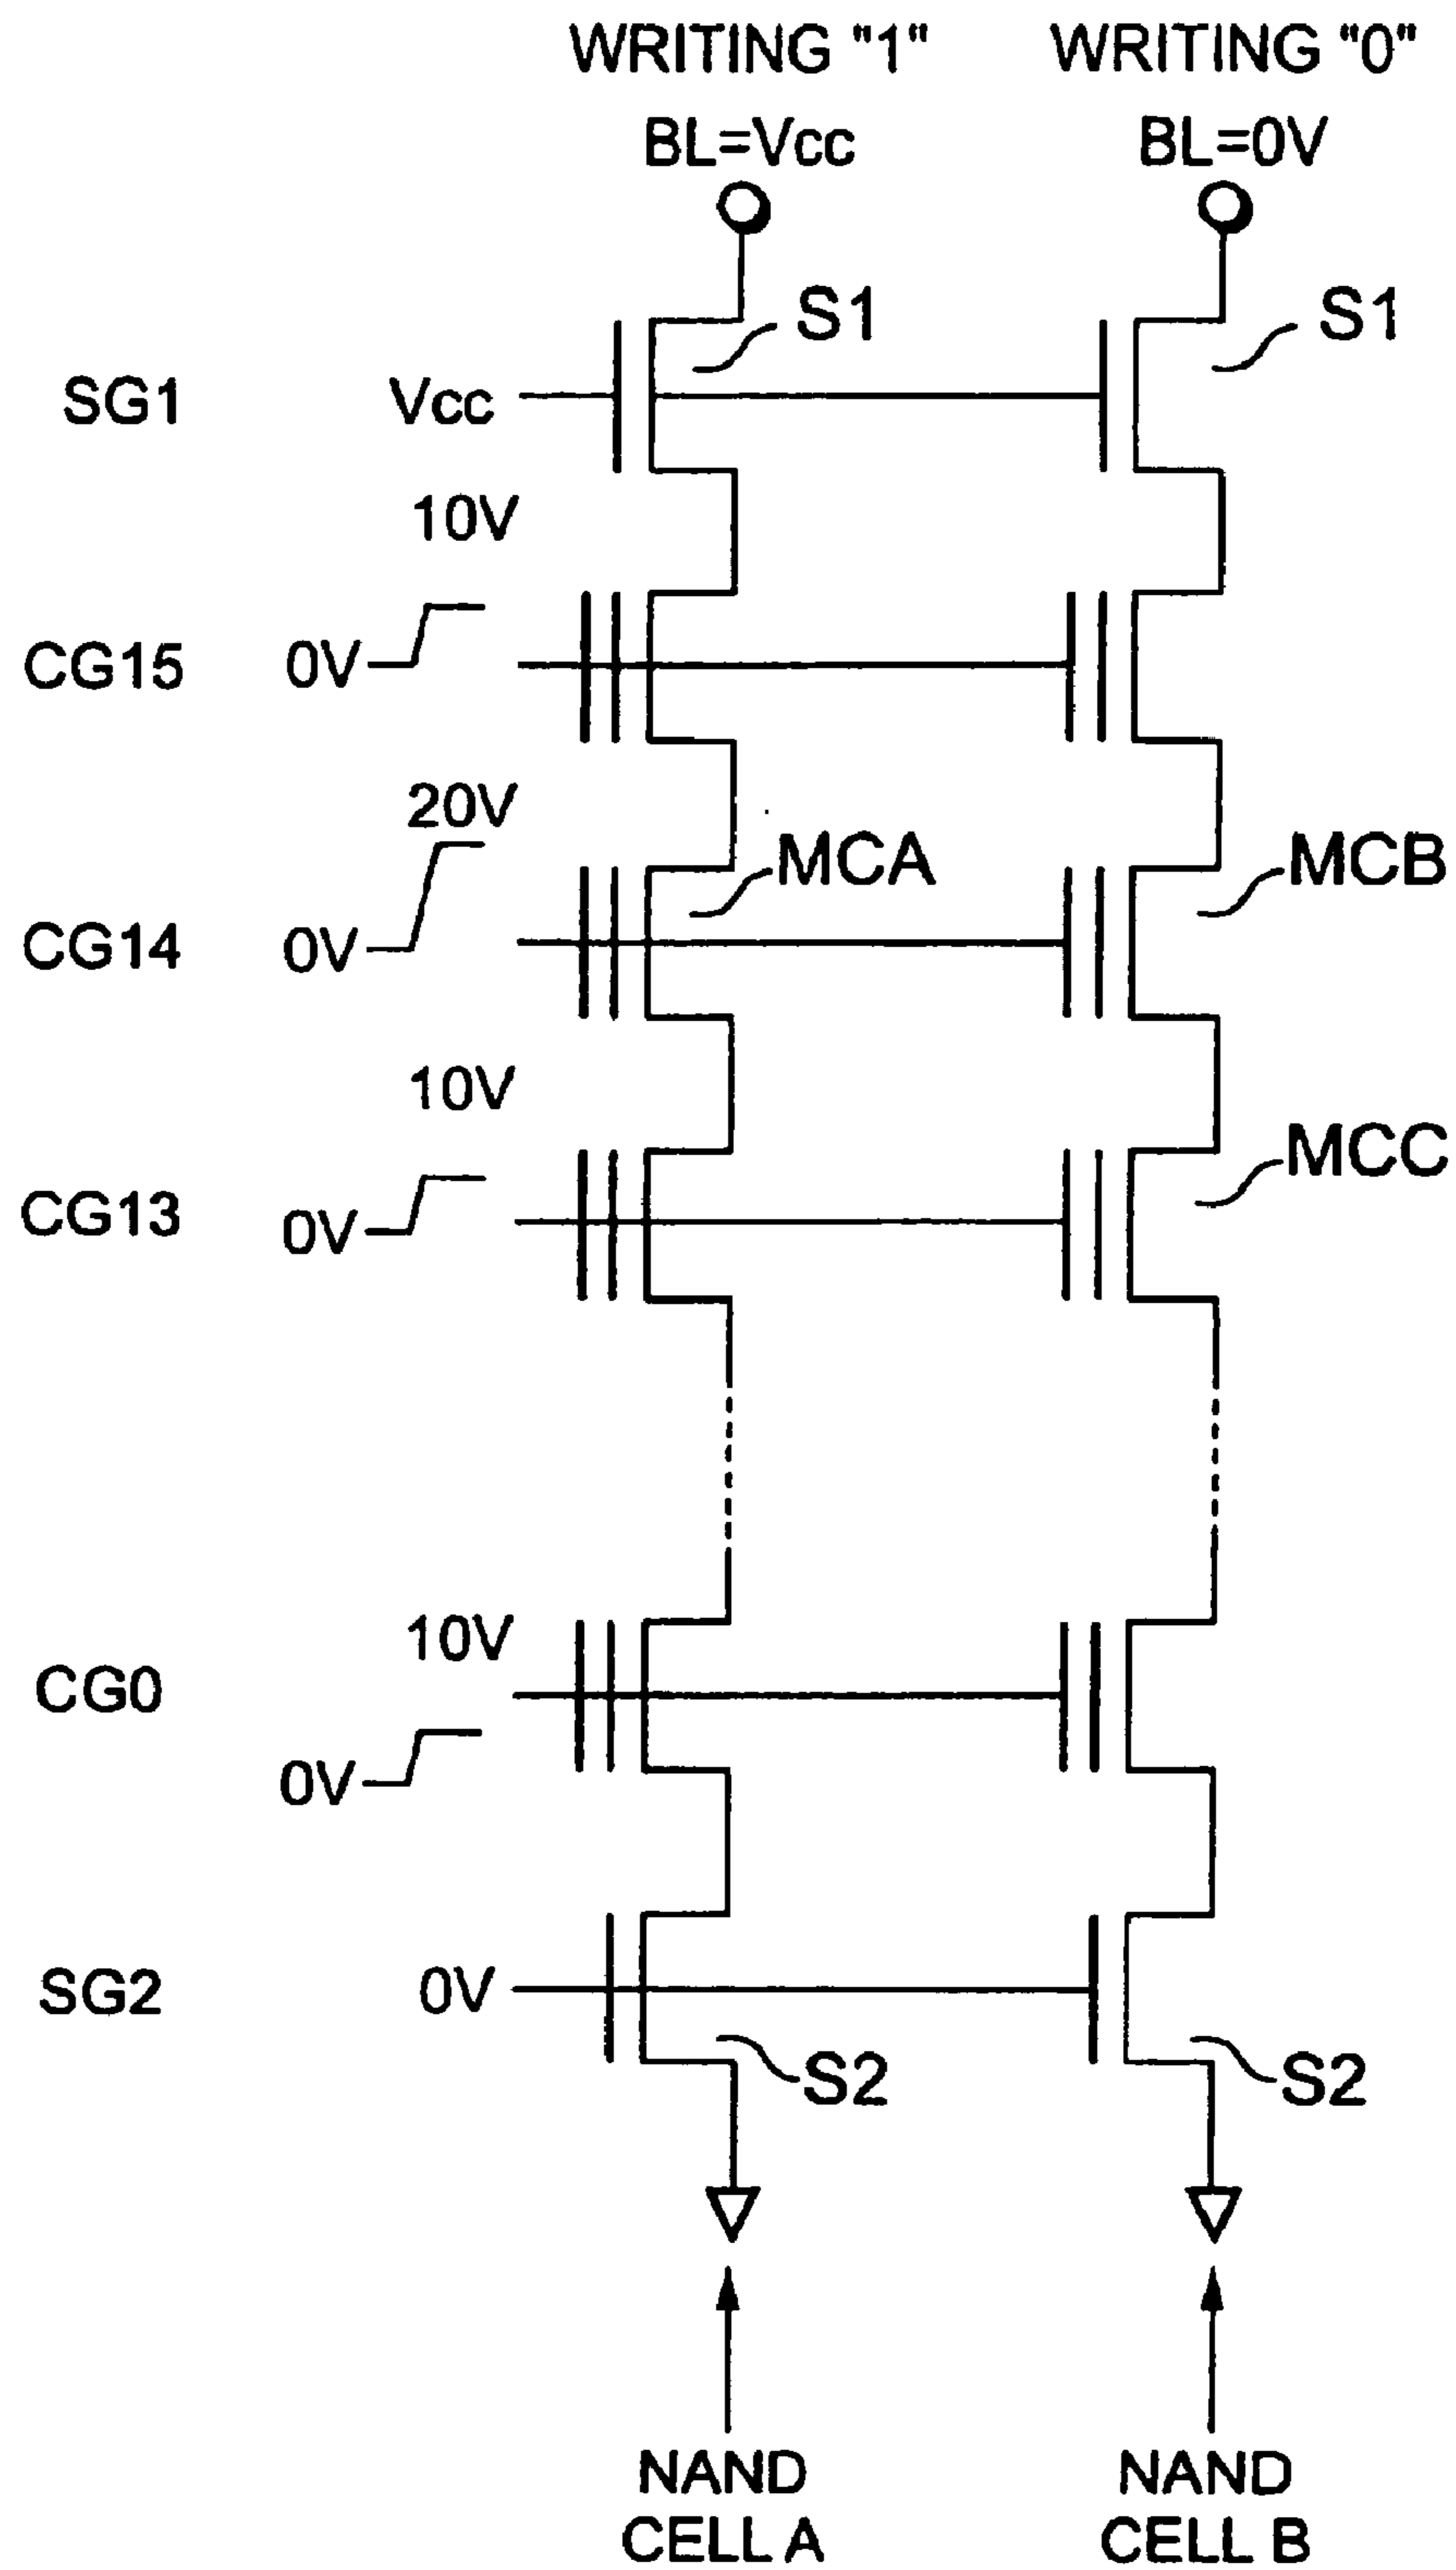 WRITING "1" WRITING "0"
BL=Vcc BL=0V
S1 S1
SG1 Vcc
10V
CG15 0V
20V
MCA MCB
CG14 0V
10V
MCC
CG13 0V
10V
CG0
0V
SG2 0V
S2 S2
NAND NAND
CELL A CELL B